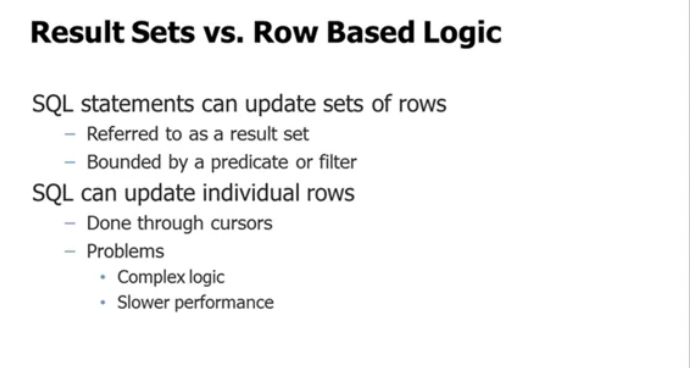 Result Sets vs. Row Based Logic
SQL statements can update sets of rows
– Referred to as a result set
– Bounded by a predicate or filter
SQL can update individual rows
– Done through cursors
– Problems
• Complex logic
• Slower performance